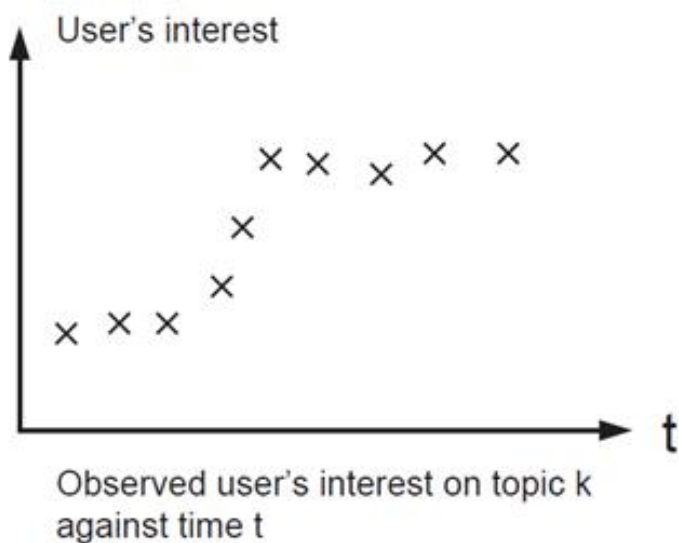 User's interest
t
Observed user's interest on topic k
against time t